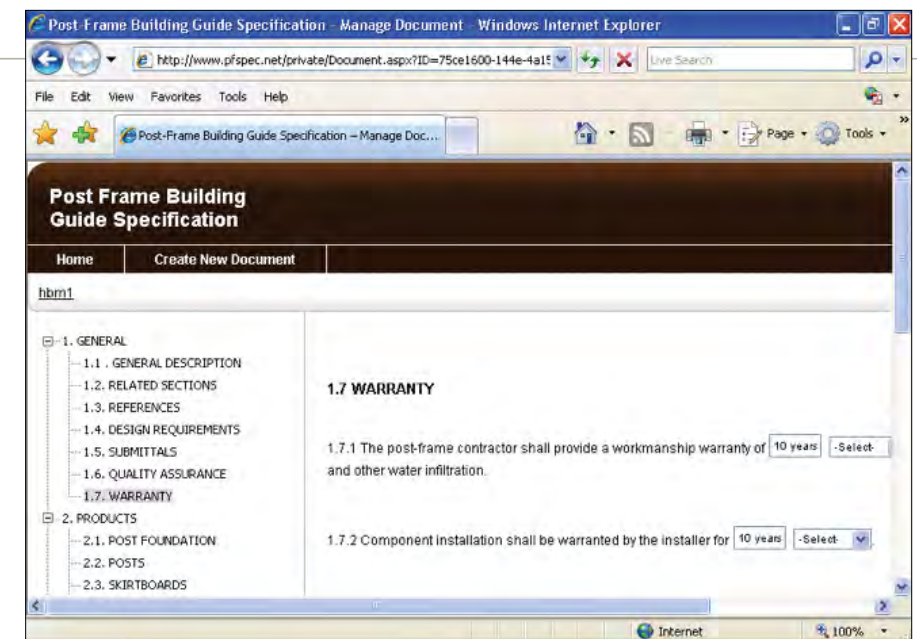 Post-Frame Building Guide Specification - Manage Document - Windows Internet Explorer
http://www.pfspec.net/private/Document.aspx?ID=75ce1600-144e-4a15
Live Search
File Edit View Favorites Tools Help
Post-Frame Building Guide Specification – Manage Doc...
Page
Tools
»
Post Frame Building
Guide Specification
Home
Create New Document
hbm1
1. GENERAL
1.1 . GENERAL DESCRIPTION
1.2. RELATED SECTIONS
1.3. REFERENCES
1.4. DESIGN REQUIREMENTS
1.5. SUBMITTALS
1.6. QUALITY ASSURANCE
1.7. WARRANTY
2. PRODUCTS
2.1. POST FOUNDATION
2.2. POSTS
2.3. SKIRTBOARDS
1.7 WARRANTY
1.7.1 The post-frame contractor shall provide a workmanship warranty of 10 years -Select-
and other water infiltration.
1.7.2 Component installation shall be warranted by the installer for 10 years -Select- .
Internet
100%